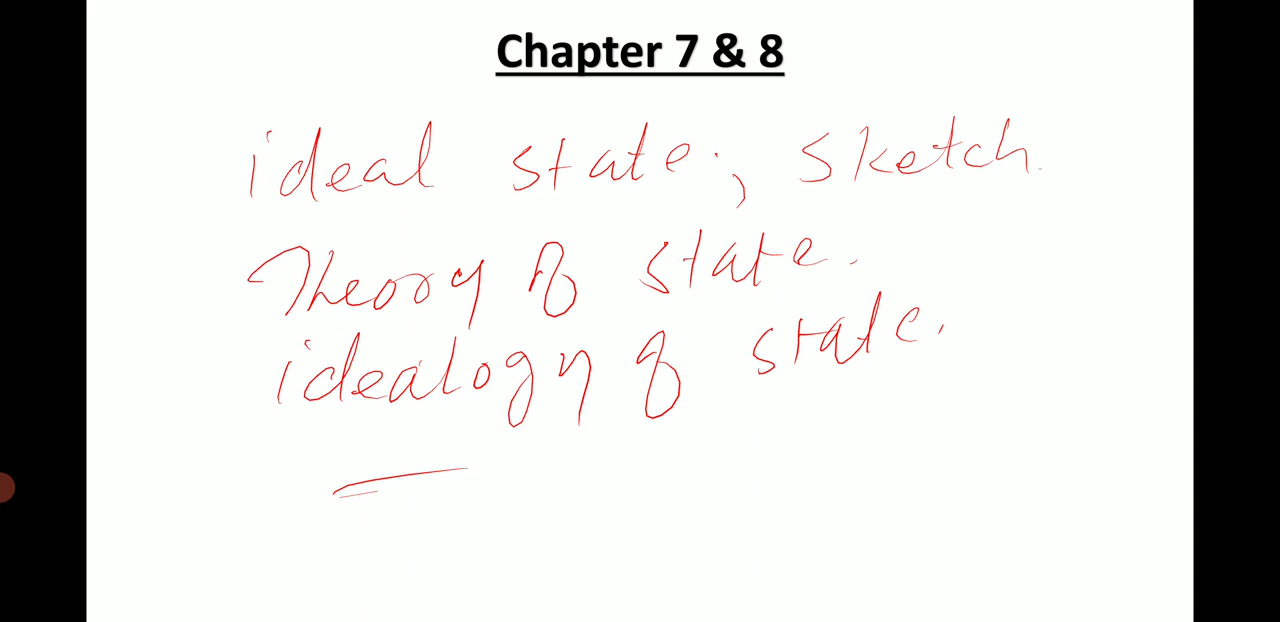 Chapter 7 & 8
ideal state; sketch.
Theory of state.
idealogy of state.